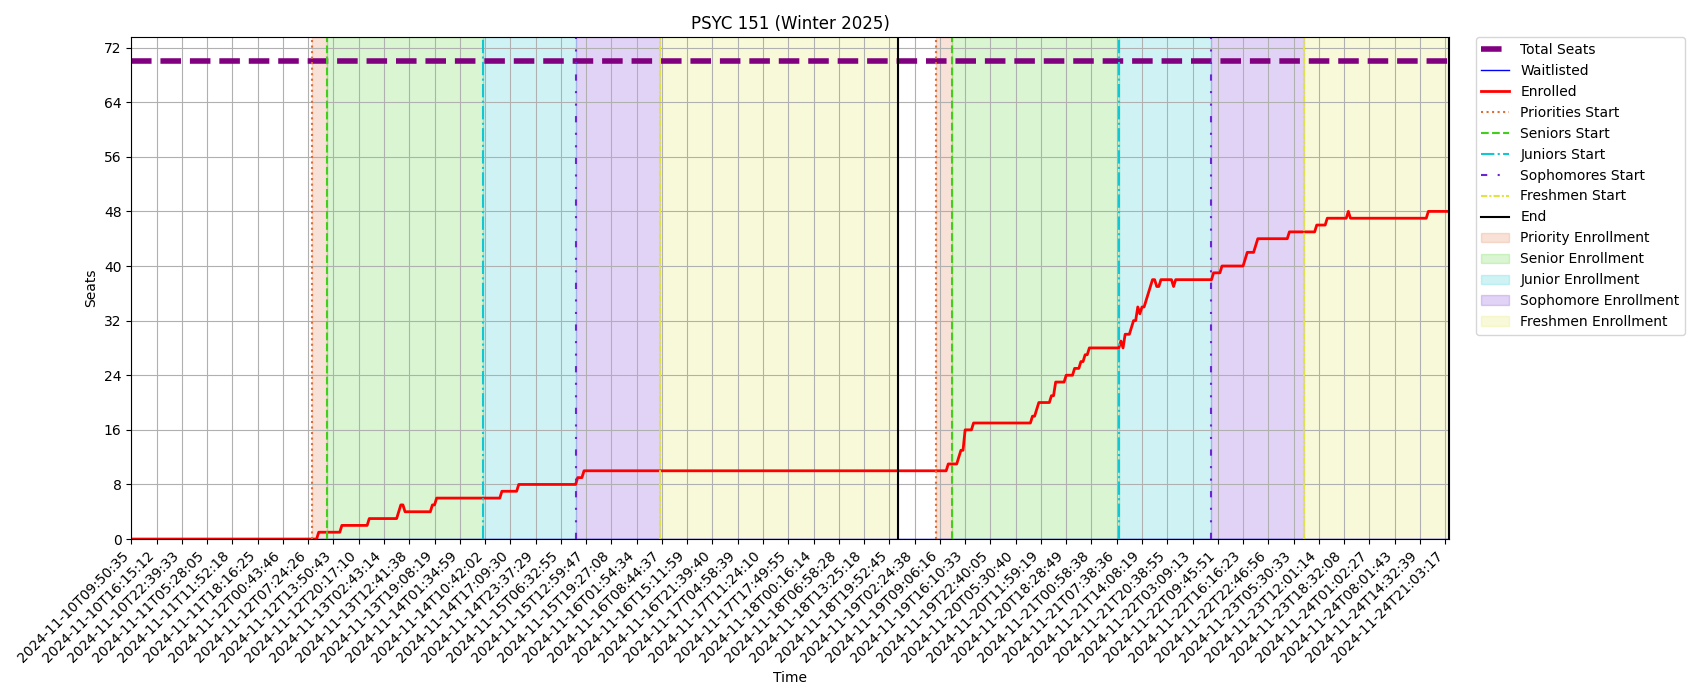 PSYC 151 (Winter 2025)
72
64
56
48
40
32
24
16
8
0
Seats
2024-11-10T09:50:35
2024-11-10T16:15:12
2024-11-10T22:39:33
2024-11-11T05:28:05
2024-11-11T11:52:18
2024-11-11T18:16:25
2024-11-12T00:43:46
2024-11-12T07:24:26
2024-11-12T13:50:43
2024-11-12T20:17:10
2024-11-13T02:43:14
2024-11-13T12:41:38
2024-11-13T19:08:19
2024-11-14T01:34:59
2024-11-14T10:42:02
2024-11-14T17:09:30
2024-11-14T23:37:29
2024-11-15T06:32:55
2024-11-15T12:59:47
2024-11-15T19:27:08
2024-11-16T01:54:34
2024-11-16T08:44:37
2024-11-16T15:11:59
2024-11-16T21:39:40
2024-11-17T04:58:39
2024-11-17T11:24:10
2024-11-17T17:49:55
2024-11-18T00:16:14
2024-11-18T06:58:28
2024-11-18T13:25:18
2024-11-18T19:52:45
2024-11-19T02:24:38
2024-11-19T09:06:16
2024-11-19T16:10:33
2024-11-19T22:40:05
2024-11-20T05:30:40
2024-11-20T11:59:19
2024-11-20T18:28:49
2024-11-21T00:58:38
2024-11-21T07:38:36
2024-11-21T14:08:19
2024-11-21T20:38:55
2024-11-22T03:09:13
2024-11-22T09:45:51
2024-11-22T16:16:23
2024-11-22T22:46:56
2024-11-23T05:30:33
2024-11-23T12:01:14
2024-11-23T18:32:08
2024-11-24T01:02:27
2024-11-24T08:01:43
2024-11-24T14:32:39
2024-11-24T21:03:17
Time
Total Seats
Waitlisted
Enrolled
Priorities Start
Seniors Start
Juniors Start
Sophomores Start
Freshmen Start
End
Priority Enrollment
Senior Enrollment
Junior Enrollment
Sophomore Enrollment
Freshmen Enrollment